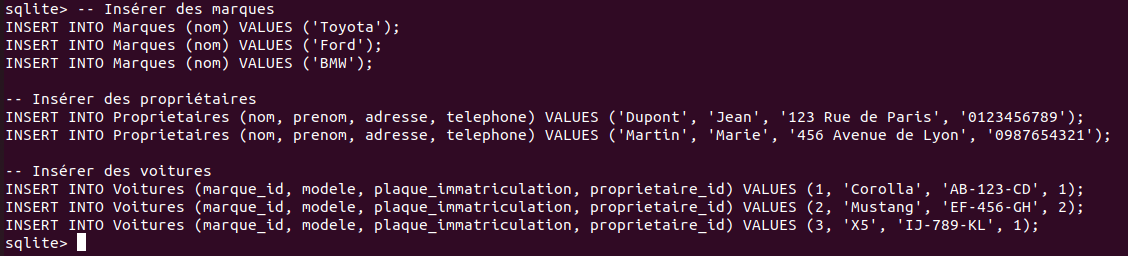 sqlite> -- Insérer des marques
INSERT INTO Marques (nom) VALUES ('Toyota');
INSERT INTO Marques (nom) VALUES ('Ford');
INSERT INTO Marques (nom) VALUES ('BMW');
-- Insérer des propriétaires
INSERT INTO Proprietaires (nom, prenom, adresse, telephone) VALUES ('Dupont', 'Jean', '123 Rue de Paris', '0123456789');
INSERT INTO Proprietaires (nom, prenom, adresse, telephone) VALUES ('Martin', 'Marie', '456 Avenue de Lyon', '0987654321');
-- Insérer des voitures
INSERT INTO Voitures (marque_id, modele, plaque_immatriculation, proprietaire_id) VALUES (1, 'Corolla', 'AB-123-CD', 1);
INSERT INTO Voitures (marque_id, modele, plaque_immatriculation, proprietaire_id) VALUES (2, 'Mustang', 'EF-456-GH', 2);
INSERT INTO Voitures (marque_id, modele, plaque_immatriculation, proprietaire_id) VALUES (3, 'X5', 'IJ-789-KL', 1);
sqlite>